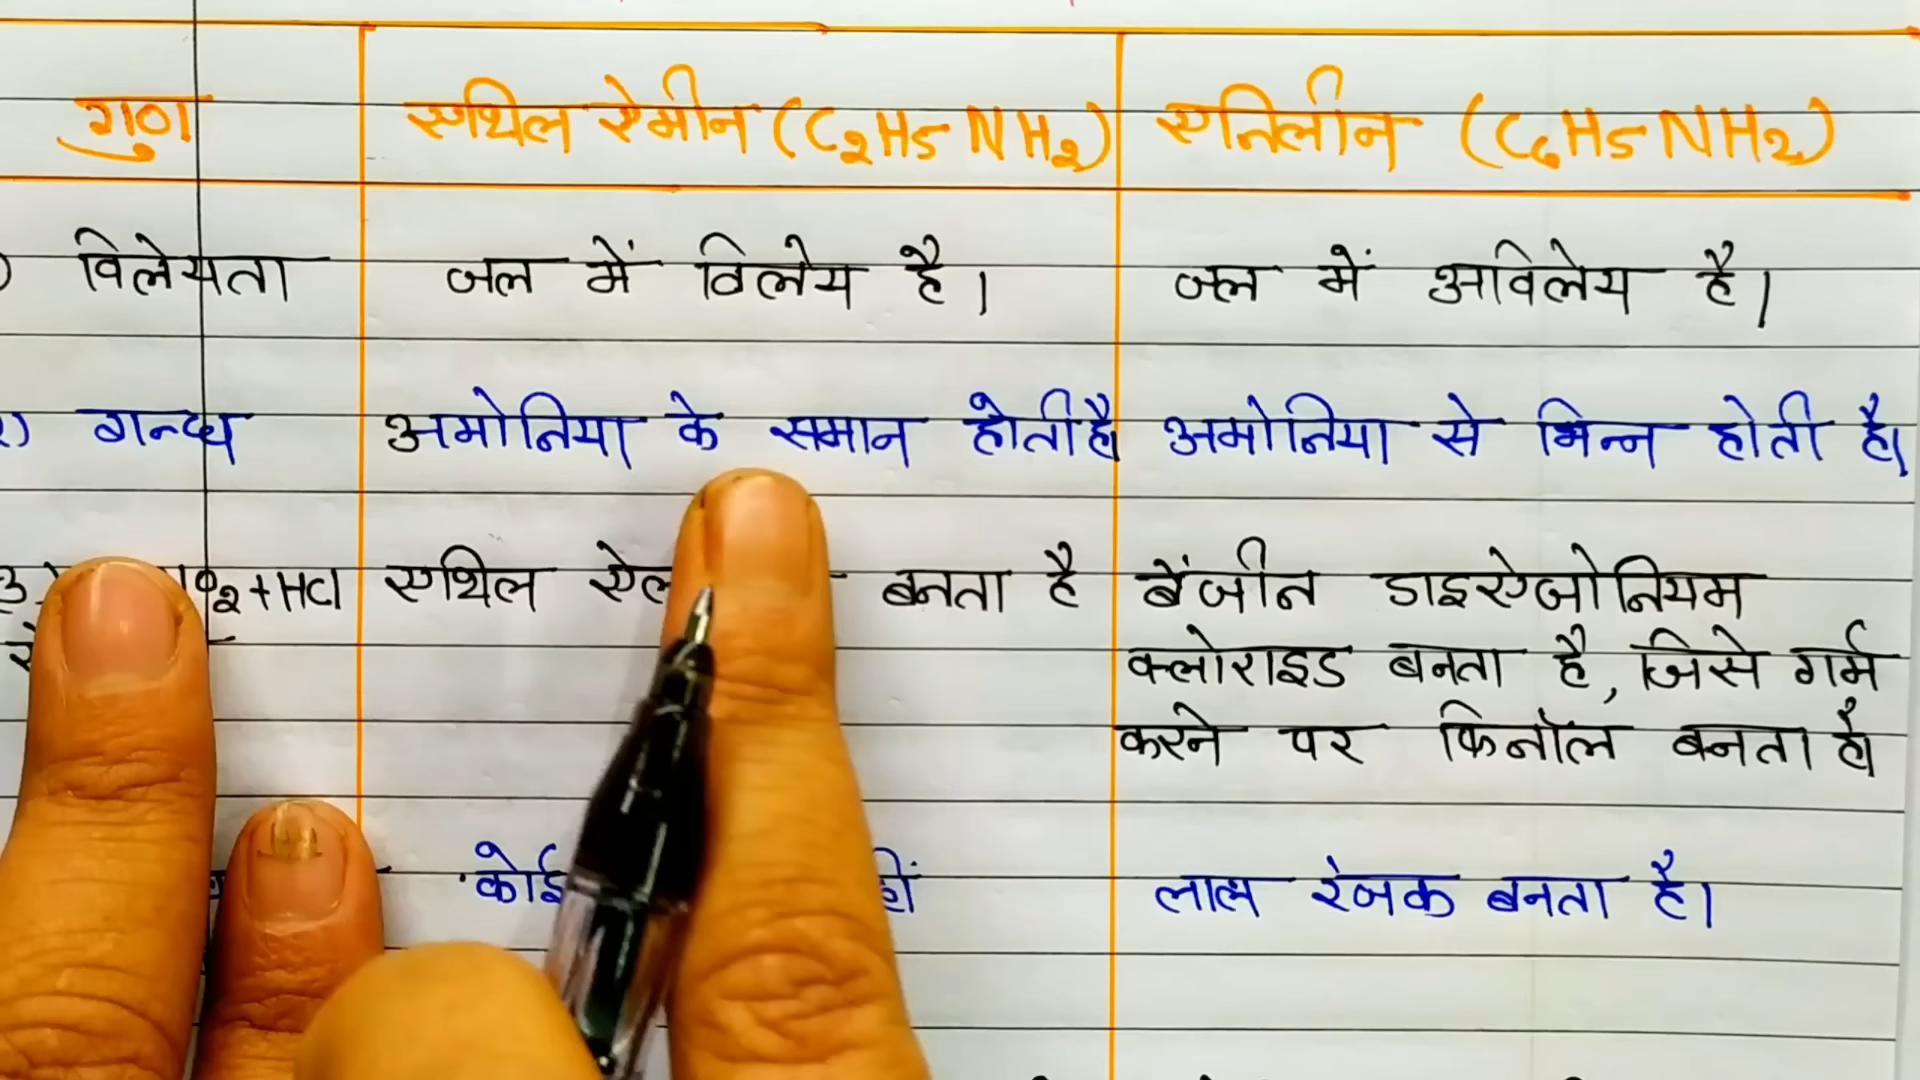 गुण एथिल ऐमीन (C₂H₅NH₂) एनिलीन (C₆H₅NH₂)
विलेयता जल में विलेय है। जल में अविलेय है।
गन्ध अमोनिया के समान होती है। अमोनिया से भिन्न होती है।
₂+HCl एथिल बनता है बेंजीन डाइऐजोनियम
क्लोराइड बनता है, जिसे गर्म
करने पर फिनॉल बनता है।
कोई लाल रंजक बनता है।